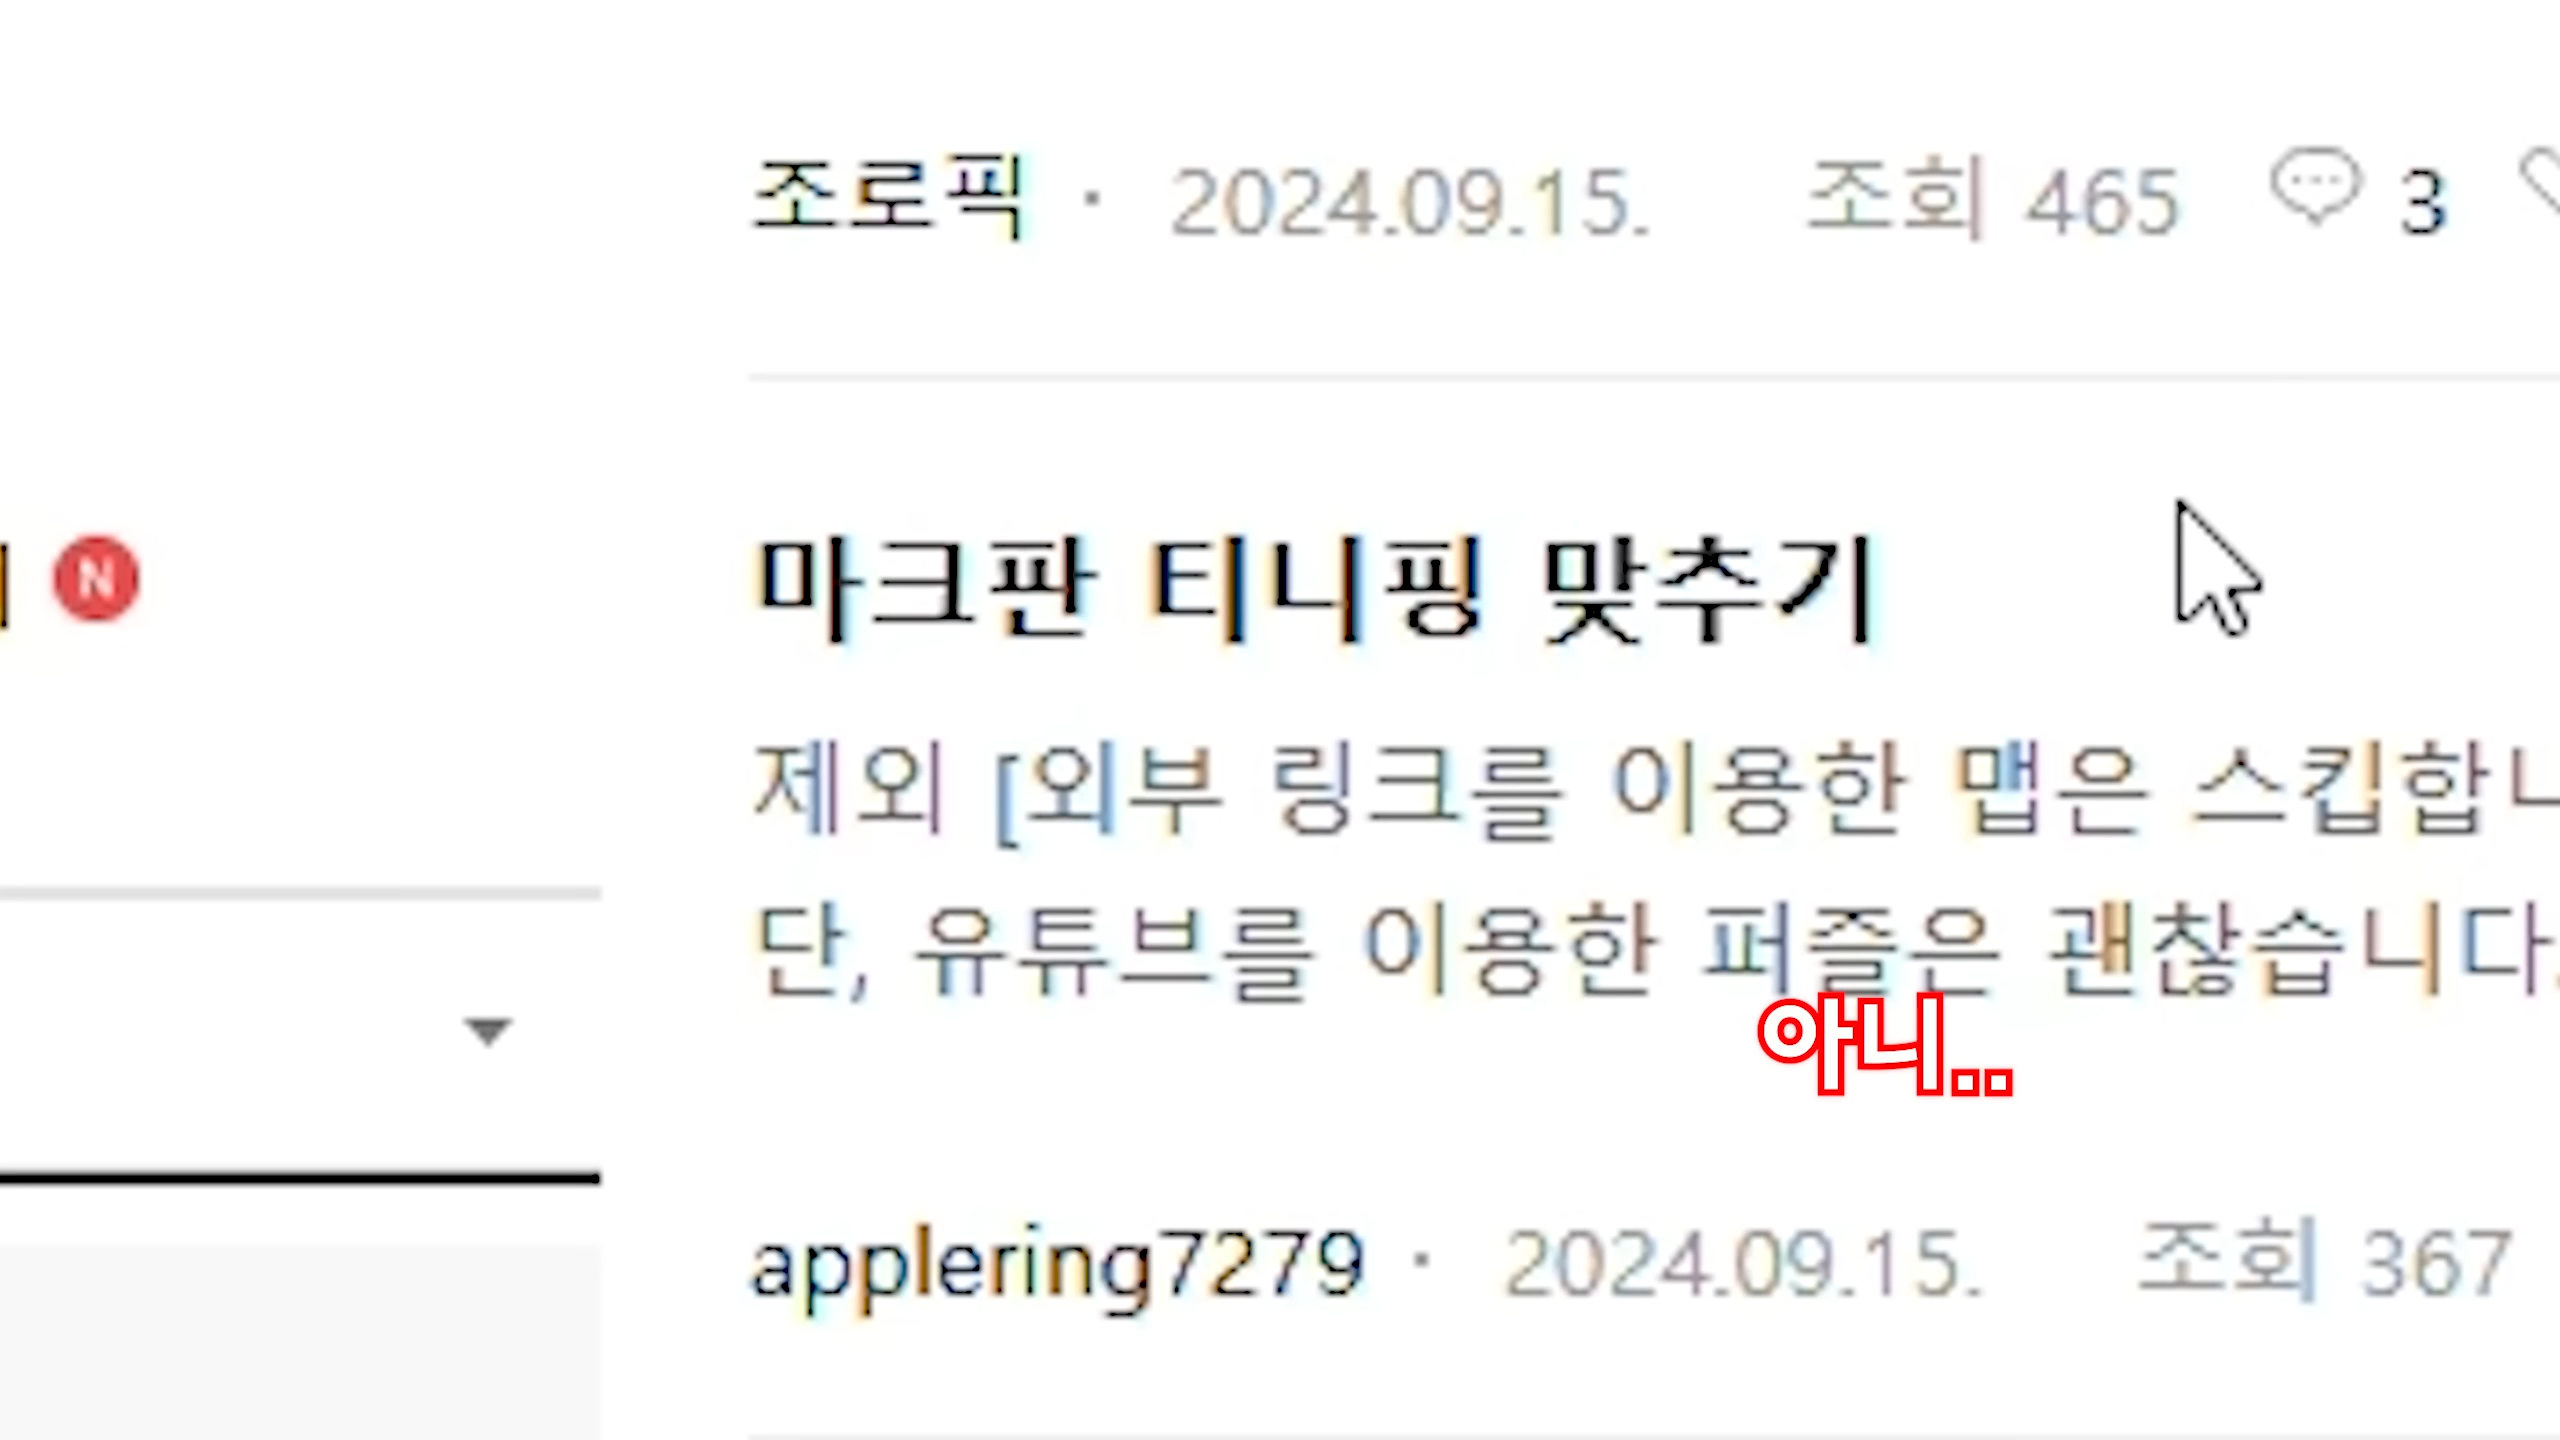 조로픽 · 2024.09.15. 조회 465 3
N
마크판 티니핑 맞추기
제외 [외부 링크를 이용한 맵은 스킵합
단, 유튜브를 이용한 퍼즐은 괜찮습니다.
아니..
applering7279 · 2024.09.15. 조회 367